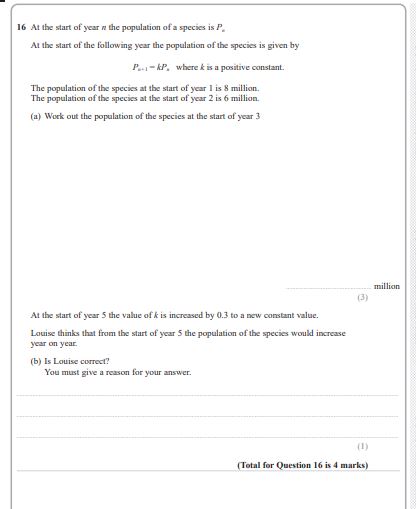 16 At the start of year n the population of a species is Pₙ
At the start of the following year the population of the species is given by
Pₙ₊₁ = kPₙ where k is a positive constant.
The population of the species at the start of year 1 is 8 million.
The population of the species at the start of year 2 is 6 million.
(a) Work out the population of the species at the start of year 3
million
(3)
At the start of year 5 the value of k is increased by 0.3 to a new constant value.
Louise thinks that from the start of year 5 the population of the species would increase
year on year.
(b) Is Louise correct?
You must give a reason for your answer.
(1)
(Total for Question 16 is 4 marks)